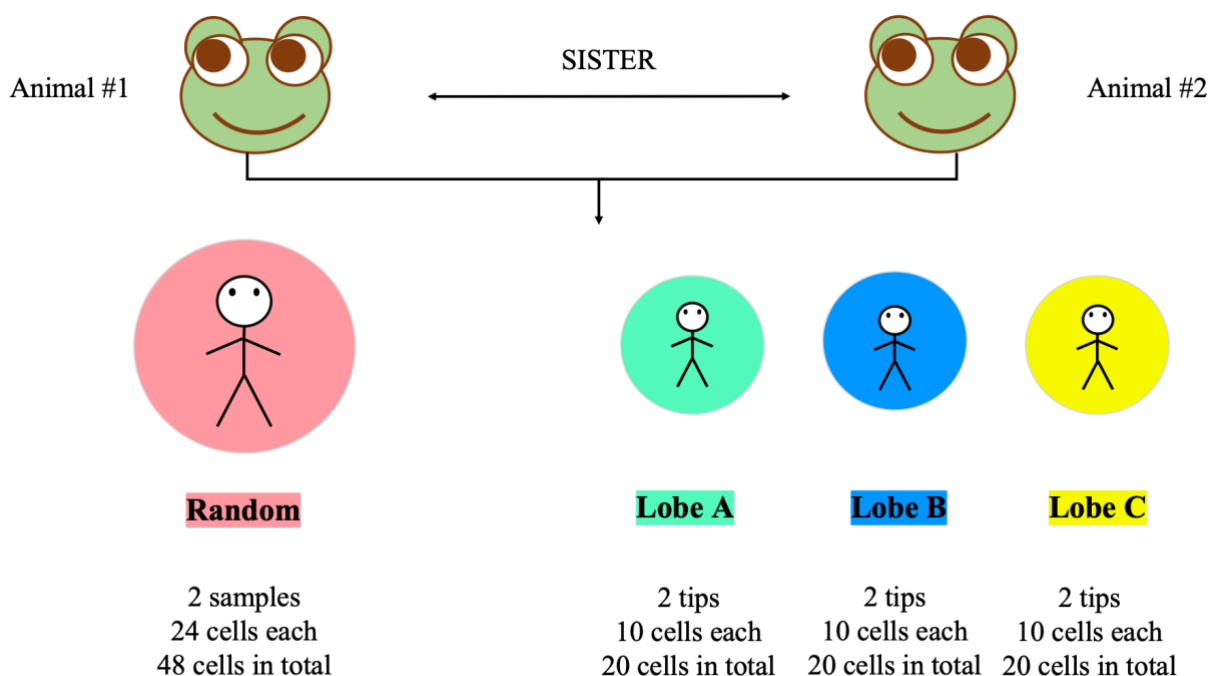 SISTER
Animal #1
Animal #2
Random
Lobe A
Lobe B
Lobe C
2 samples
24 cells each
48 cells in total
2 tips
10 cells each
20 cells in total
2 tips
10 cells each
20 cells in total
2 tips
10 cells each
20 cells in total